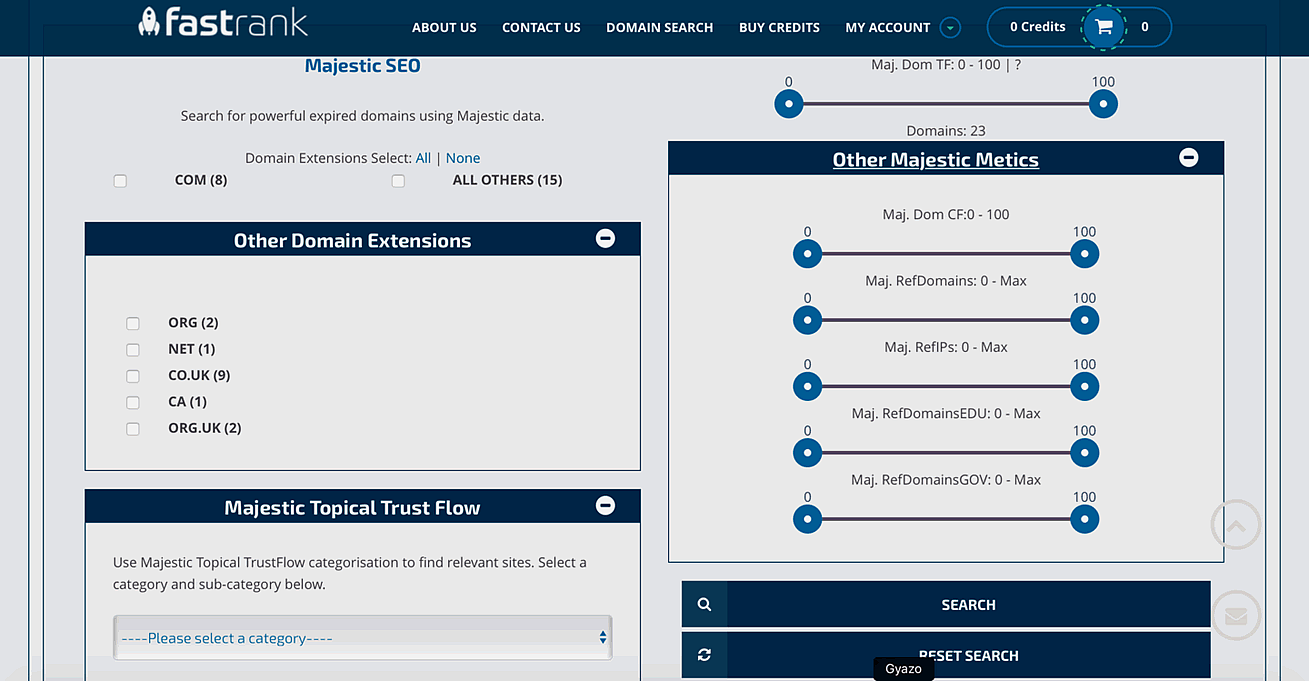 fastrank
ABOUT US
CONTACT US
DOMAIN SEARCH
BUY CREDITS
MY ACCOUNT
0 Credits
0
Majestic SEO
Search for powerful expired domains using Majestic data.
Domain Extensions Select: All | None
COM (8)
ALL OTHERS (15)
Other Domain Extensions
ORG (2)
NET (1)
CO.UK (9)
CA (1)
ORG.UK (2)
Majestic Topical Trust Flow
Use Majestic Topical TrustFlow categorisation to find relevant sites. Select a
category and sub-category below.
----Please select a category----
Maj. Dom TF: 0 - 100 | ?
0 100
Domains: 23
Other Majestic Metics
Maj. Dom CF:0 - 100
0 100
Maj. RefDomains: 0 - Max
0 100
Maj. RefIPs: 0 - Max
0 100
Maj. RefDomainsEDU: 0 - Max
0 100
Maj. RefDomainsGOV: 0 - Max
0 100
SEARCH
RESET SEARCH
Gyazo